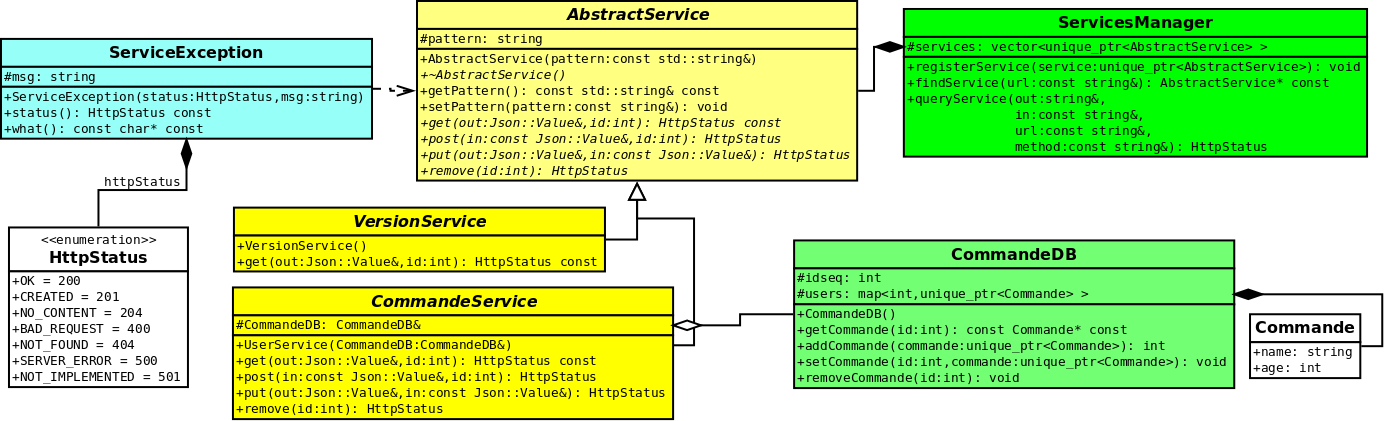 AbstractService
#pattern: string
+AbstractService(pattern:const std::string&)
+~AbstractService()
+getPattern(): const std::string& const
+setPattern(pattern:const string&): void
+get(out:Json::Value&,id:int): HttpStatus const
+post(in:const Json::Value&,id:int): HttpStatus
+put(out:Json::Value&,in:const Json::Value&): HttpStatus
+remove(id:int): HttpStatus
ServicesManager
#services: vector<unique_ptr<AbstractService> >
+registerService(service:unique_ptr<AbstractService>): void
+findService(url:const string&): AbstractService* const
+queryService(out:string&,
in:const string&,
url:const string&,
method:const string&): HttpStatus
ServiceException
#msg: string
+ServiceException(status:HttpStatus,msg:string)
+status(): HttpStatus const
+what(): const char* const
httpStatus
<<enumeration>>
HttpStatus
+OK = 200
+CREATED = 201
+NO_CONTENT = 204
+BAD_REQUEST = 400
+NOT_FOUND = 404
+SERVER_ERROR = 500
+NOT_IMPLEMENTED = 501
VersionService
+VersionService()
+get(out:Json::Value&,id:int): HttpStatus const
CommandeService
#CommandeDB: CommandeDB&
+UserService(CommandeDB:CommandeDB&)
+get(out:Json::Value&,id:int): HttpStatus const
+post(in:const Json::Value&,id:int): HttpStatus
+put(out:Json::Value&,in:const Json::Value&): HttpStatus
+remove(id:int): HttpStatus
CommandeDB
#idseq: int
#users: map<int,unique_ptr<Commande> >
+CommandeDB()
+getCommande(id:int): const Commande* const
+addCommande(commande:unique_ptr<Commande>): int
+setCommande(id:int,commande:unique_ptr<Commande>): void
+removeCommande(id:int): void
Commande
+name: string
+age: int